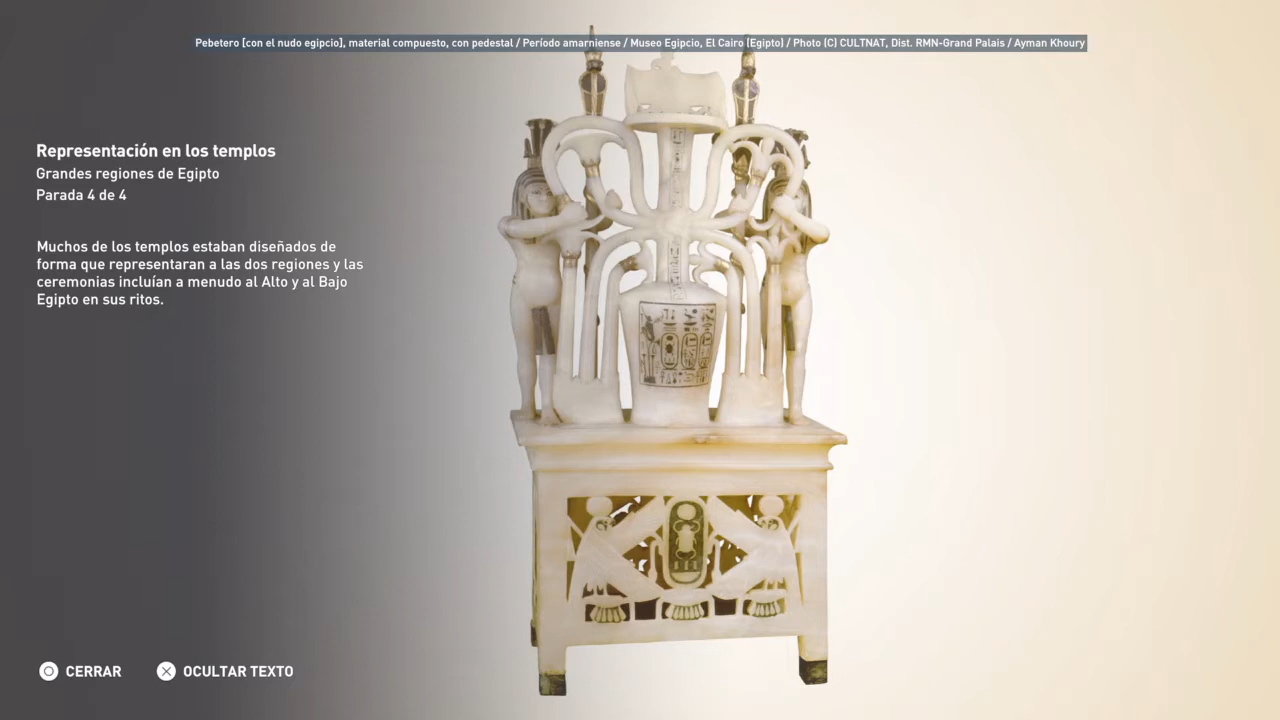 Pebetero [con el nudo egipcio], material compuesto, con pedestal / Período amarniense / Museo Egipcio, El Cairo (Egipto) / Photo (C) CULTNAT, Dist. RMN-Grand Palais / Ayman Khoury
Representación en los templos
Grandes regiones de Egipto
Parada 4 de 4
Muchos de los templos estaban diseñados de
forma que representaran a las dos regiones y las
ceremonias incluían a menudo al Alto y al Bajo
Egipto en sus ritos.
CERRAR
OCULTAR TEXTO